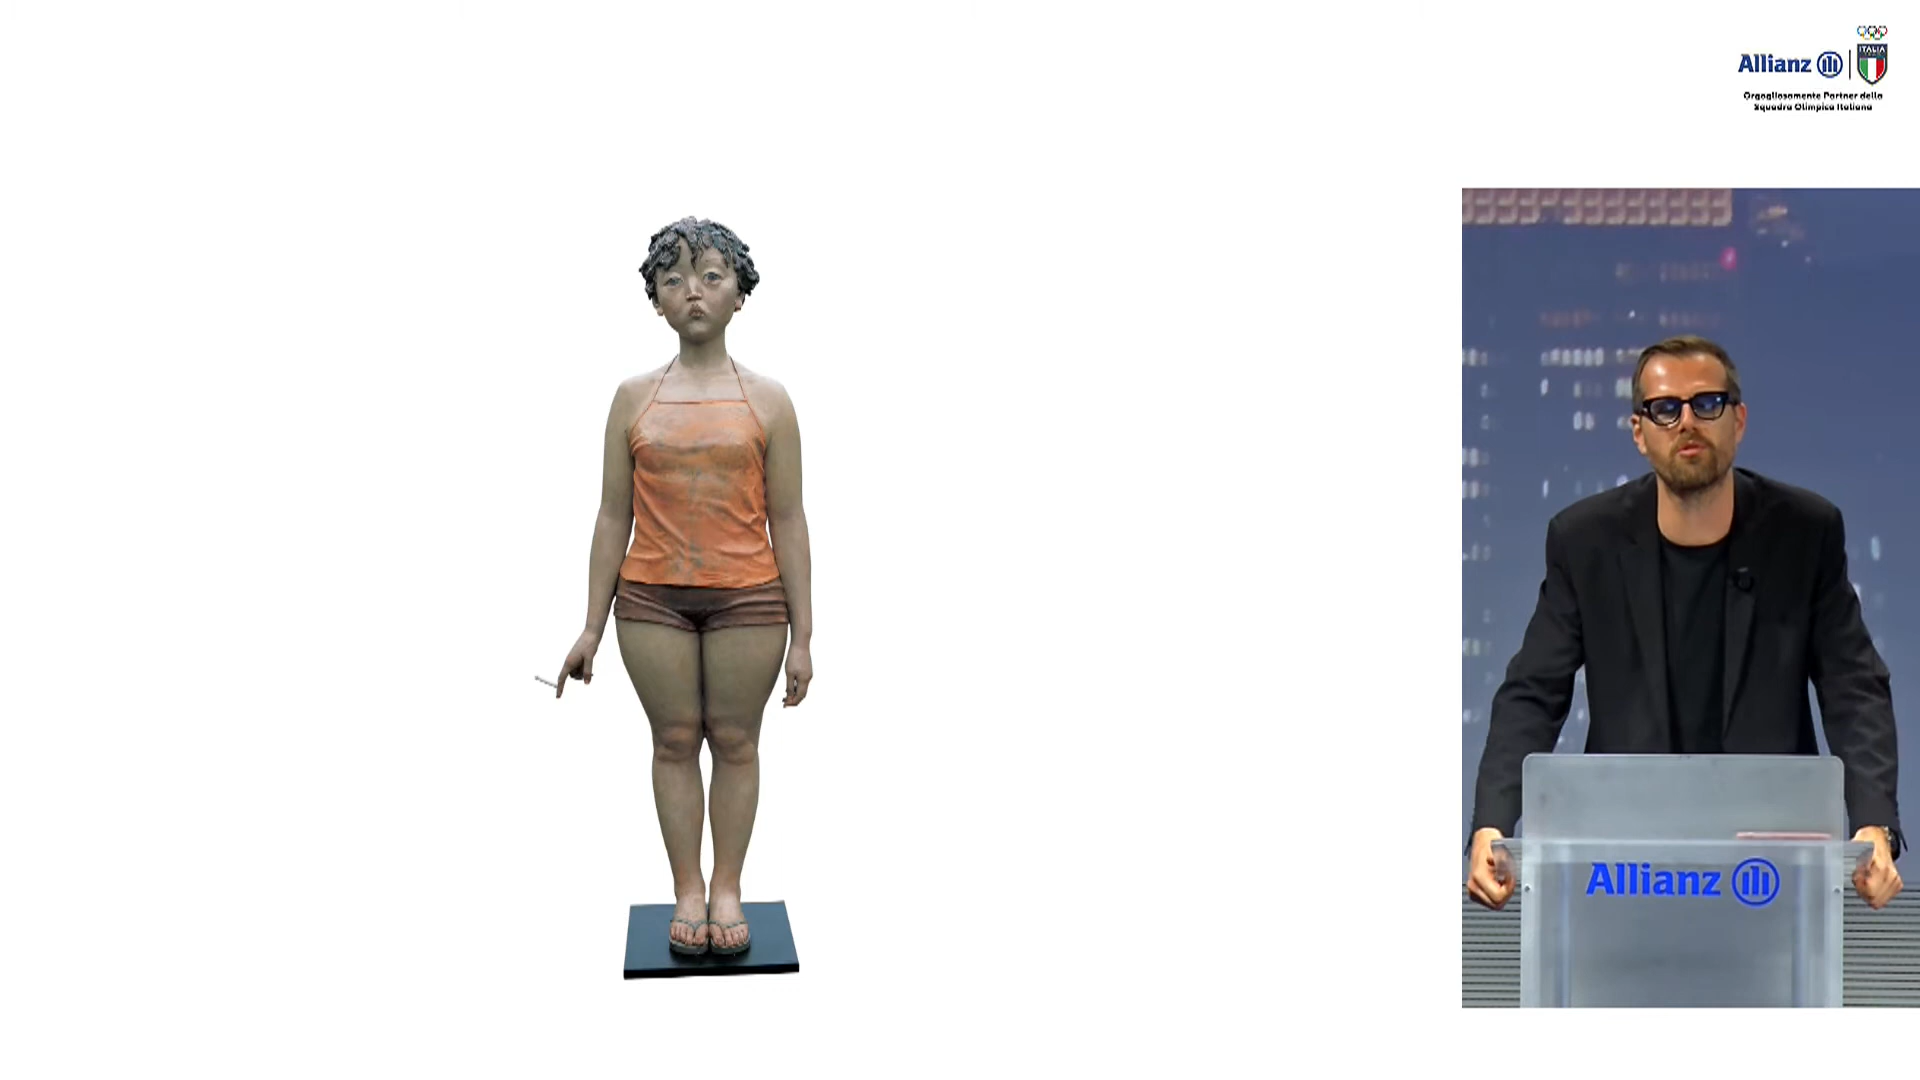 Allianz
ITALIA
Orgogliosamente Partner della
Squadra Olimpica Italiana
Allianz